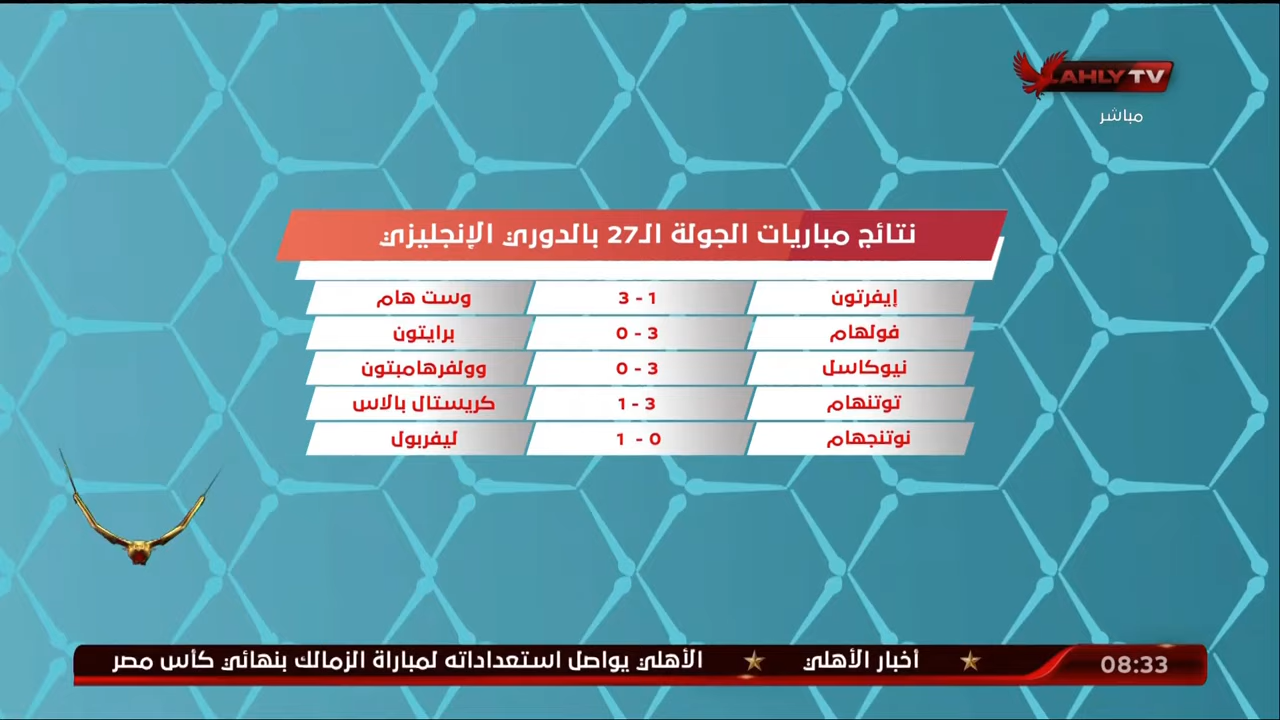 AHLY TV
مباشر
نتائج مباريات الجولة الـ27 بالدوري الإنجليزي
إيفرتون 3 - 1 وست هام
فولهام 0 - 3 برايتون
نيوكاسل 0 - 3 وولفرهامبتون
توتنهام 1 - 3 كريستال بالاس
نوتنجهام 1 - 0 ليفربول
08:33 أخبار الأهلي الأهلي يواصل استعداداته لمباراة الزمالك بنهائي كأس مصر